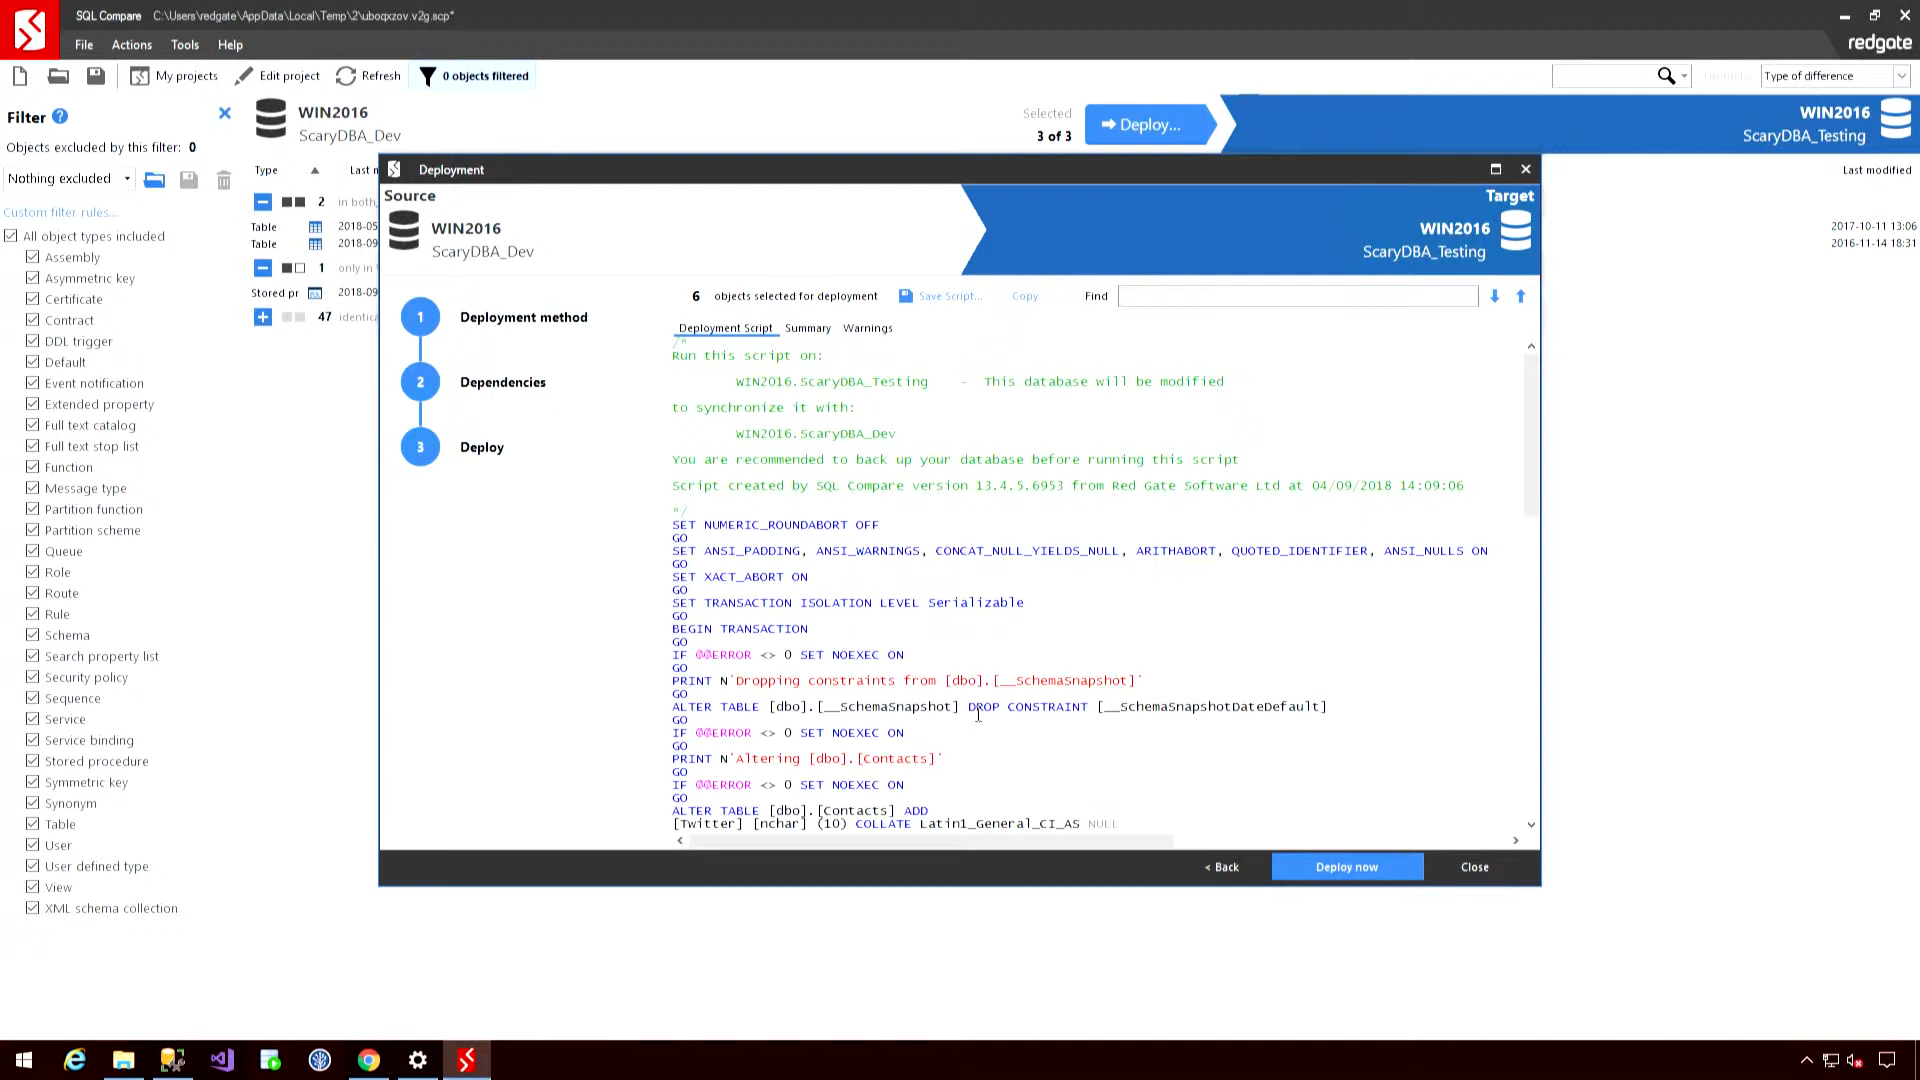 SQL Compare C:\Users\redgate\AppData\Local\Temp\2\uboqxzov.v2g.scp*
File Actions Tools Help
redgate
My projects Edit project Refresh 0 objects filtered
Type of difference
Filter
Objects excluded by this filter: 0
Nothing excluded
Custom filter rules...
All object types included
Assembly
Asymmetric key
Certificate
Contract
DDL trigger
Default
Event notification
Extended property
Full text catalog
Full text stop list
Function
Message type
Partition function
Partition scheme
Queue
Role
Route
Rule
Schema
Search property list
Security policy
Sequence
Service
Service binding
Stored procedure
Symmetric key
Synonym
Table
User
User defined type
View
XML schema collection
WIN2016
ScaryDBA_Dev
Selected
3 of 3
Deploy...
WIN2016
ScaryDBA_Testing
Type Last
Last modified
2 in both,
Table 2018-05
Table 2018-09
1 only in
Stored pr 2018-09
47 identic
2017-10-11 13:06
2016-11-14 18:31
Deployment
Source
WIN2016
ScaryDBA_Dev
Target
WIN2016
ScaryDBA_Testing
1 Deployment method
2 Dependencies
3 Deploy
6 objects selected for deployment Save Script... Copy Find
Deployment Script Summary Warnings
/*
Run this script on:
WIN2016.ScaryDBA_Testing - This database will be modified
to synchronize it with:
WIN2016.ScaryDBA_Dev
You are recommended to back up your database before running this script
Script created by SQL Compare version 13.4.5.6953 from Red Gate Software Ltd at 04/09/2018 14:09:06
*/
SET NUMERIC_ROUNDABORT OFF
GO
SET ANSI_PADDING, ANSI_WARNINGS, CONCAT_NULL_YIELDS_NULL, ARITHABORT, QUOTED_IDENTIFIER, ANSI_NULLS ON
GO
SET XACT_ABORT ON
GO
SET TRANSACTION ISOLATION LEVEL Serializable
GO
BEGIN TRANSACTION
GO
IF @@ERROR <> 0 SET NOEXEC ON
GO
PRINT N'Dropping constraints from [dbo].[__SchemaSnapshot]'
GO
ALTER TABLE [dbo].[__SchemaSnapshot] DROP CONSTRAINT [__SchemaSnapshotDateDefault]
GO
IF @@ERROR <> 0 SET NOEXEC ON
GO
PRINT N'Altering [dbo].[Contacts]'
GO
IF @@ERROR <> 0 SET NOEXEC ON
GO
ALTER TABLE [dbo].[Contacts] ADD
[Twitter] [nchar] (10) COLLATE Latin1_General_CI_AS NULL
< Back Deploy now Close